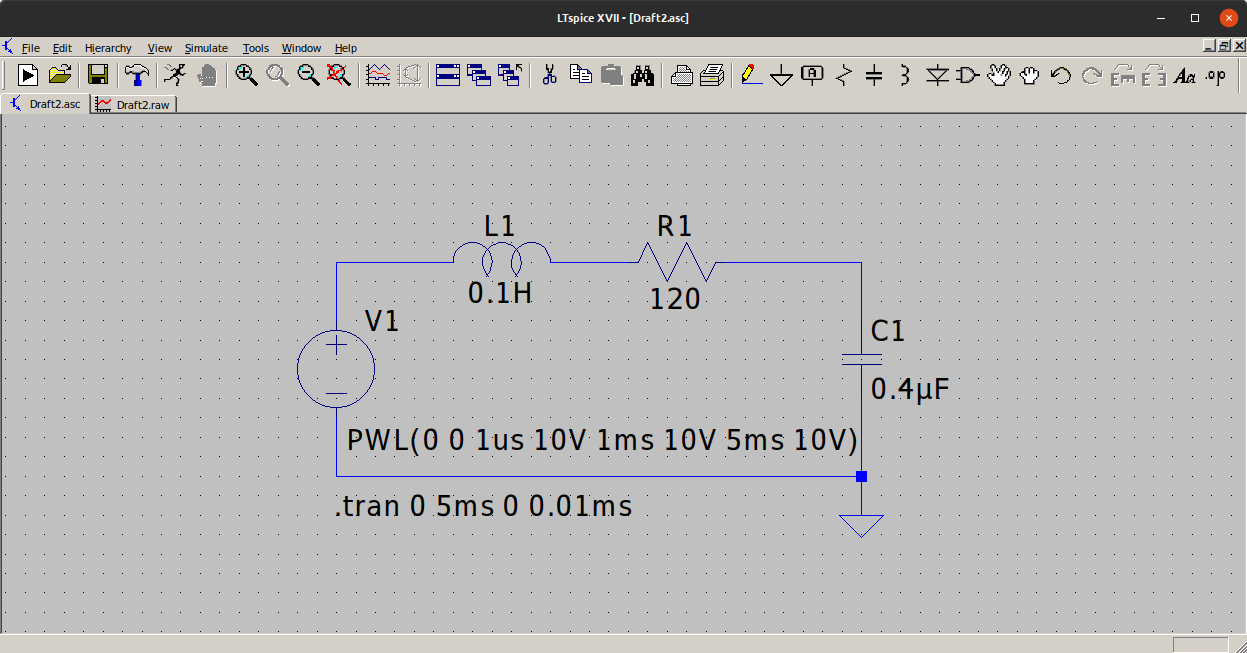 LTspice XVII - [Draft2.asc]
File Edit Hierarchy View Simulate Tools Window Help
Draft2.asc Draft2.raw
L1
R1
0.1H
120
V1
C1
0.4µF
PWL(0 0 1us 10V 1ms 10V 5ms 10V)
.tran 0 5ms 0 0.01ms